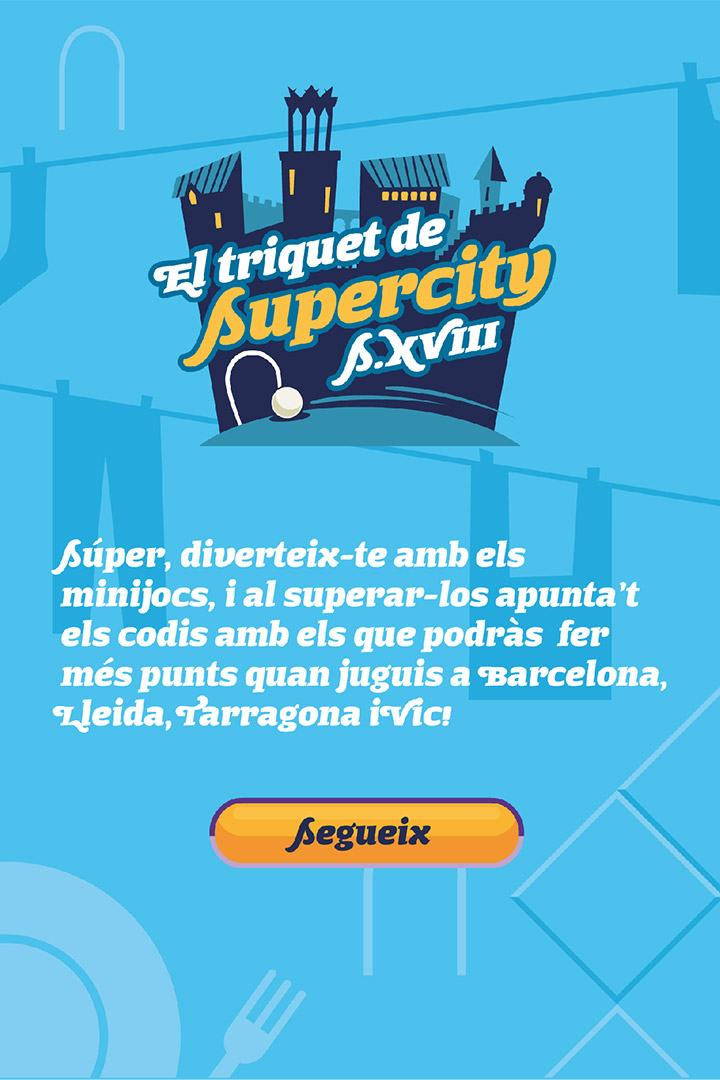 El triquet de
Supercity
S.XVIII
Súper, diverteix-te amb els
minijocs, i al superar-los apunta't
els codis amb els que podràs fer
més punts quan juguis a Barcelona,
Lleida, Tarragona i Vic!
Segueix